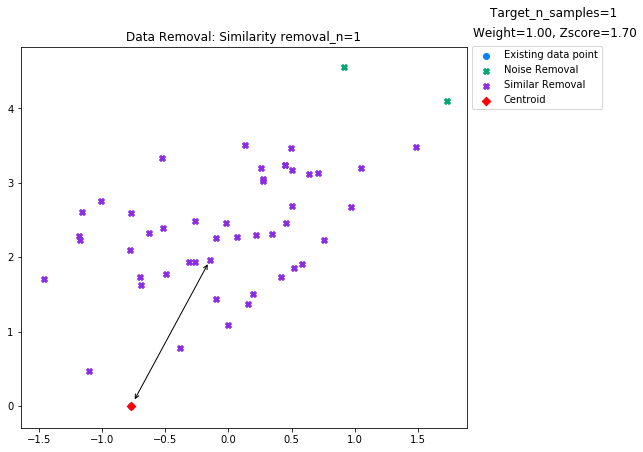 Target_n_samples=1
Weight=1.00, Zscore=1.70
Data Removal: Similarity removal_n=1
Existing data point
Noise Removal
Similar Removal
Centroid
4
3
2
1
0
−1.5
−1.0
−0.5
0.0
0.5
1.0
1.5